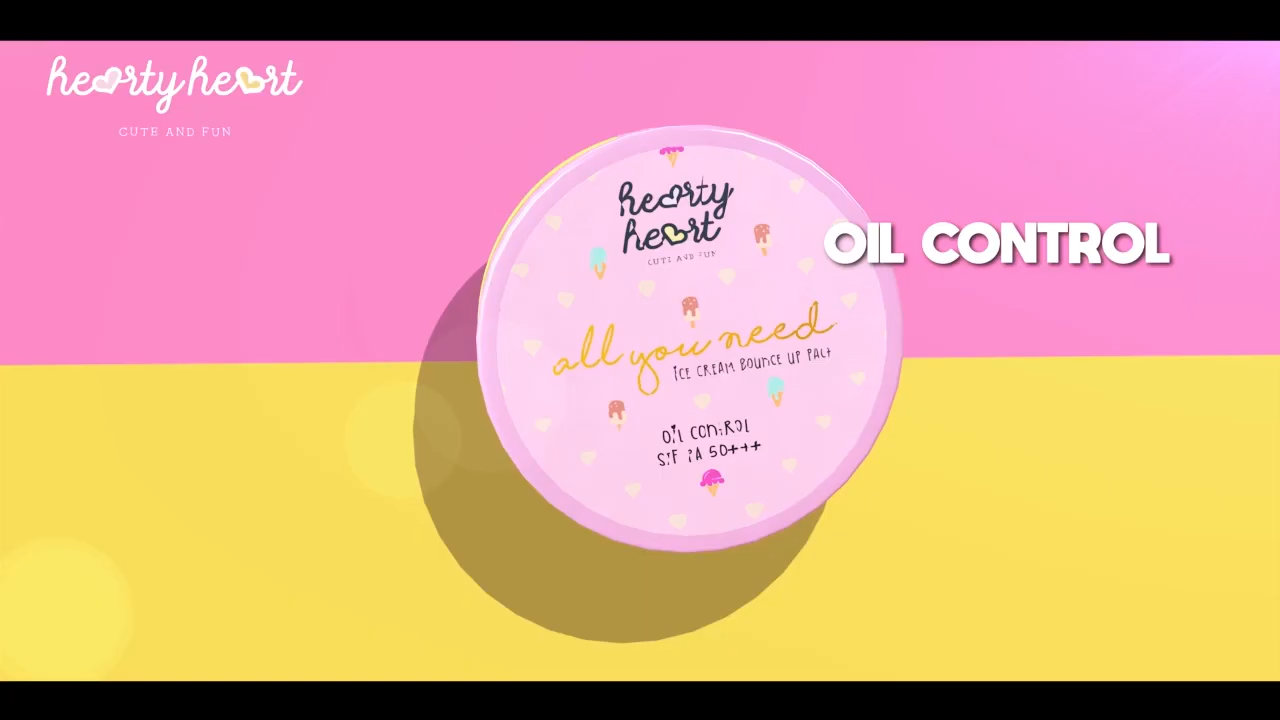 hearty heart
CUTE AND FUN
hearty
heart
CUTE AND FUN
OIL CONTROL
all you need
iCE CREAM BOUNCE UP PACT
OiL CONTROL
SPF PA 50+++